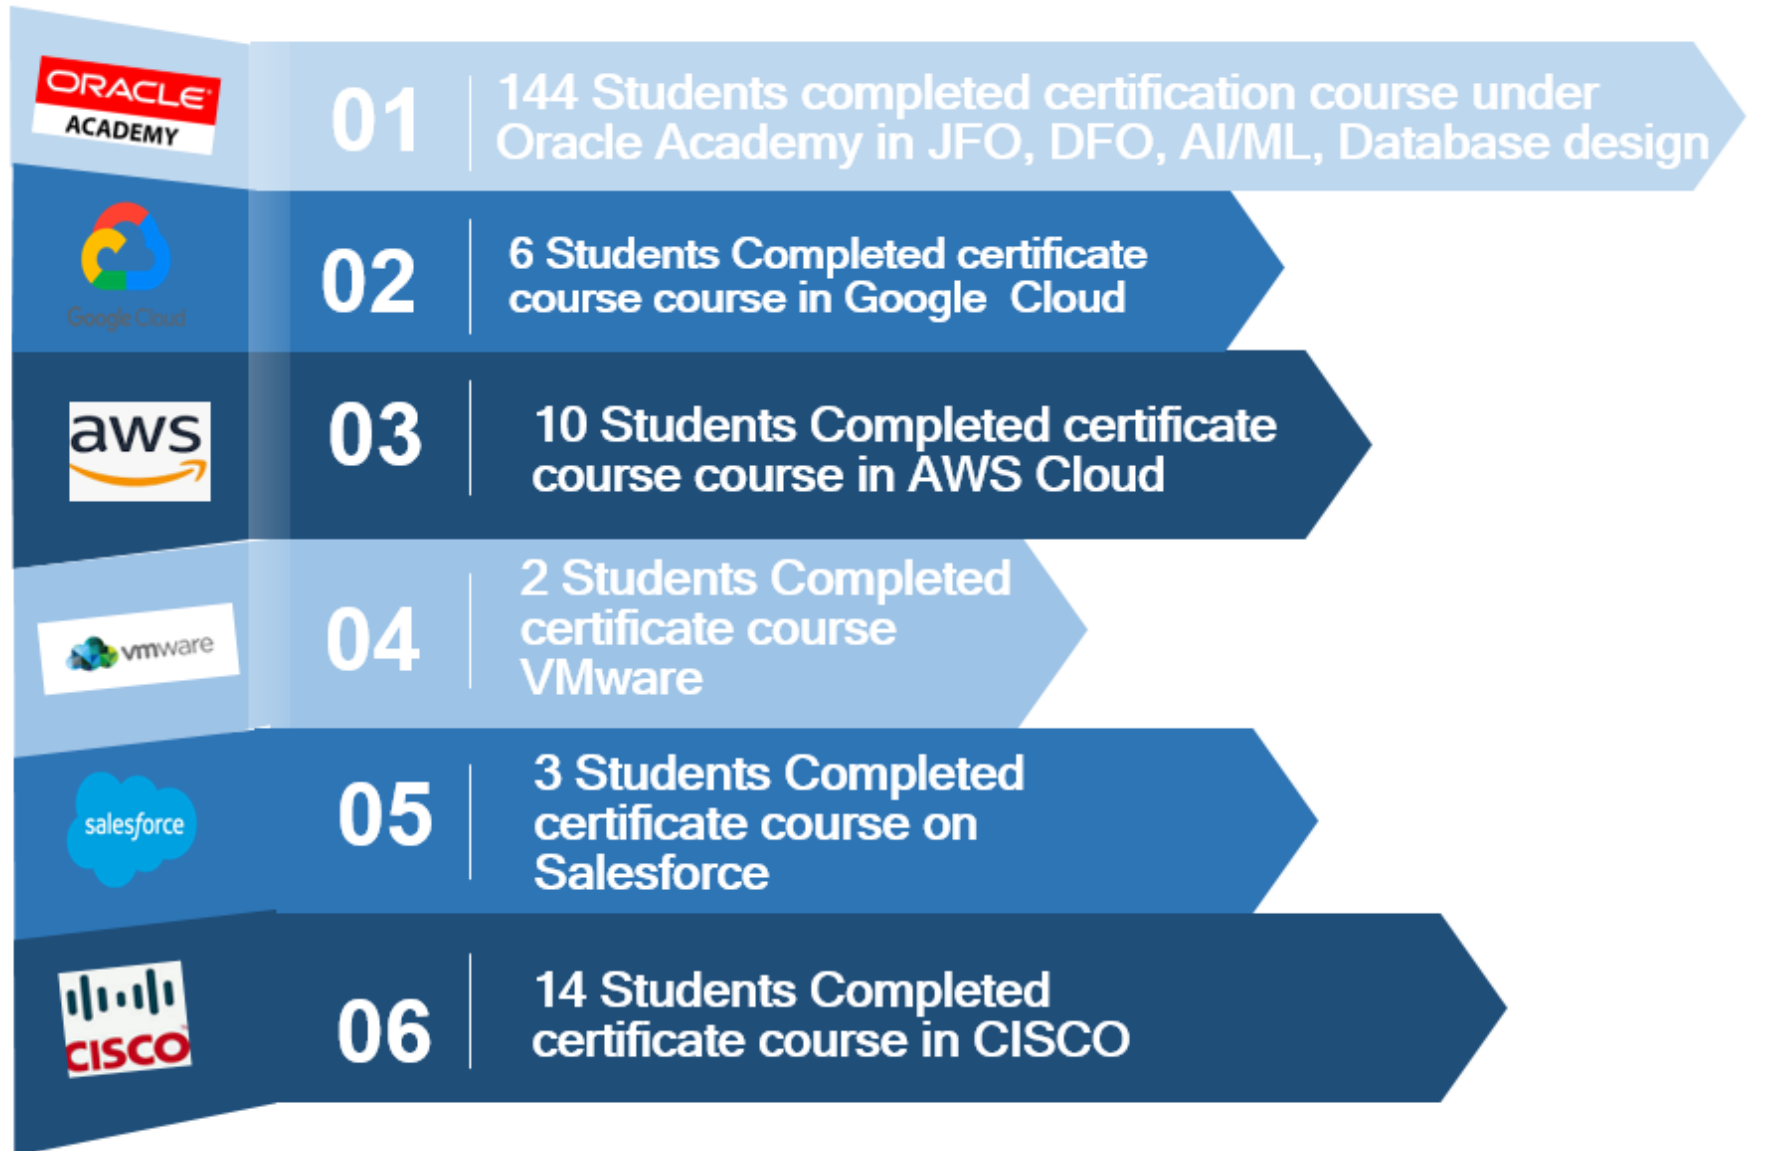 ORACLE
ACADEMY
01
144 Students completed certification course under
Oracle Academy in JFO, DFO, AI/ML, Database design
Google Cloud
02
6 Students Completed certificate
course course in Google  Cloud
aws
03
10 Students Completed certificate
course course in AWS Cloud
vmware
04
2 Students Completed
certificate course
VMware
salesforce
05
3 Students Completed
certificate course on
Salesforce
CISCO
06
14 Students Completed
certificate course in CISCO